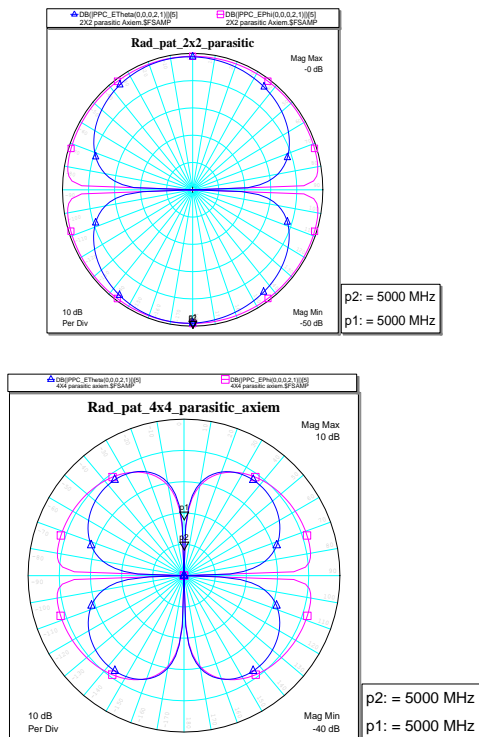 DB(|PPC_ETheta(0,0,0,2,1)|)[5]
2X2 parasitic Axiem.$FSAMP
DB(|PPC_EPhi(0,0,0,2,1)|)[5]
2X2 parasitic Axiem.$FSAMP
Rad_pat_2x2_parasitic
Mag Max
-0 dB
10 dB
Per Div
Mag Min
-50 dB
p2: = 5000 MHz
p1: = 5000 MHz
DB(|PPC_ETheta(0,0,0,2,1)|)[5]
4X4 parasitic axiem.$FSAMP
DB(|PPC_EPhi(0,0,0,2,1)|)[5]
4X4 parasitic axiem.$FSAMP
Rad_pat_4x4_parasitic_axiem
Mag Max
10 dB
p1
p2
10 dB
Per Div
Mag Min
-40 dB
p2: = 5000 MHz
p1: = 5000 MHz